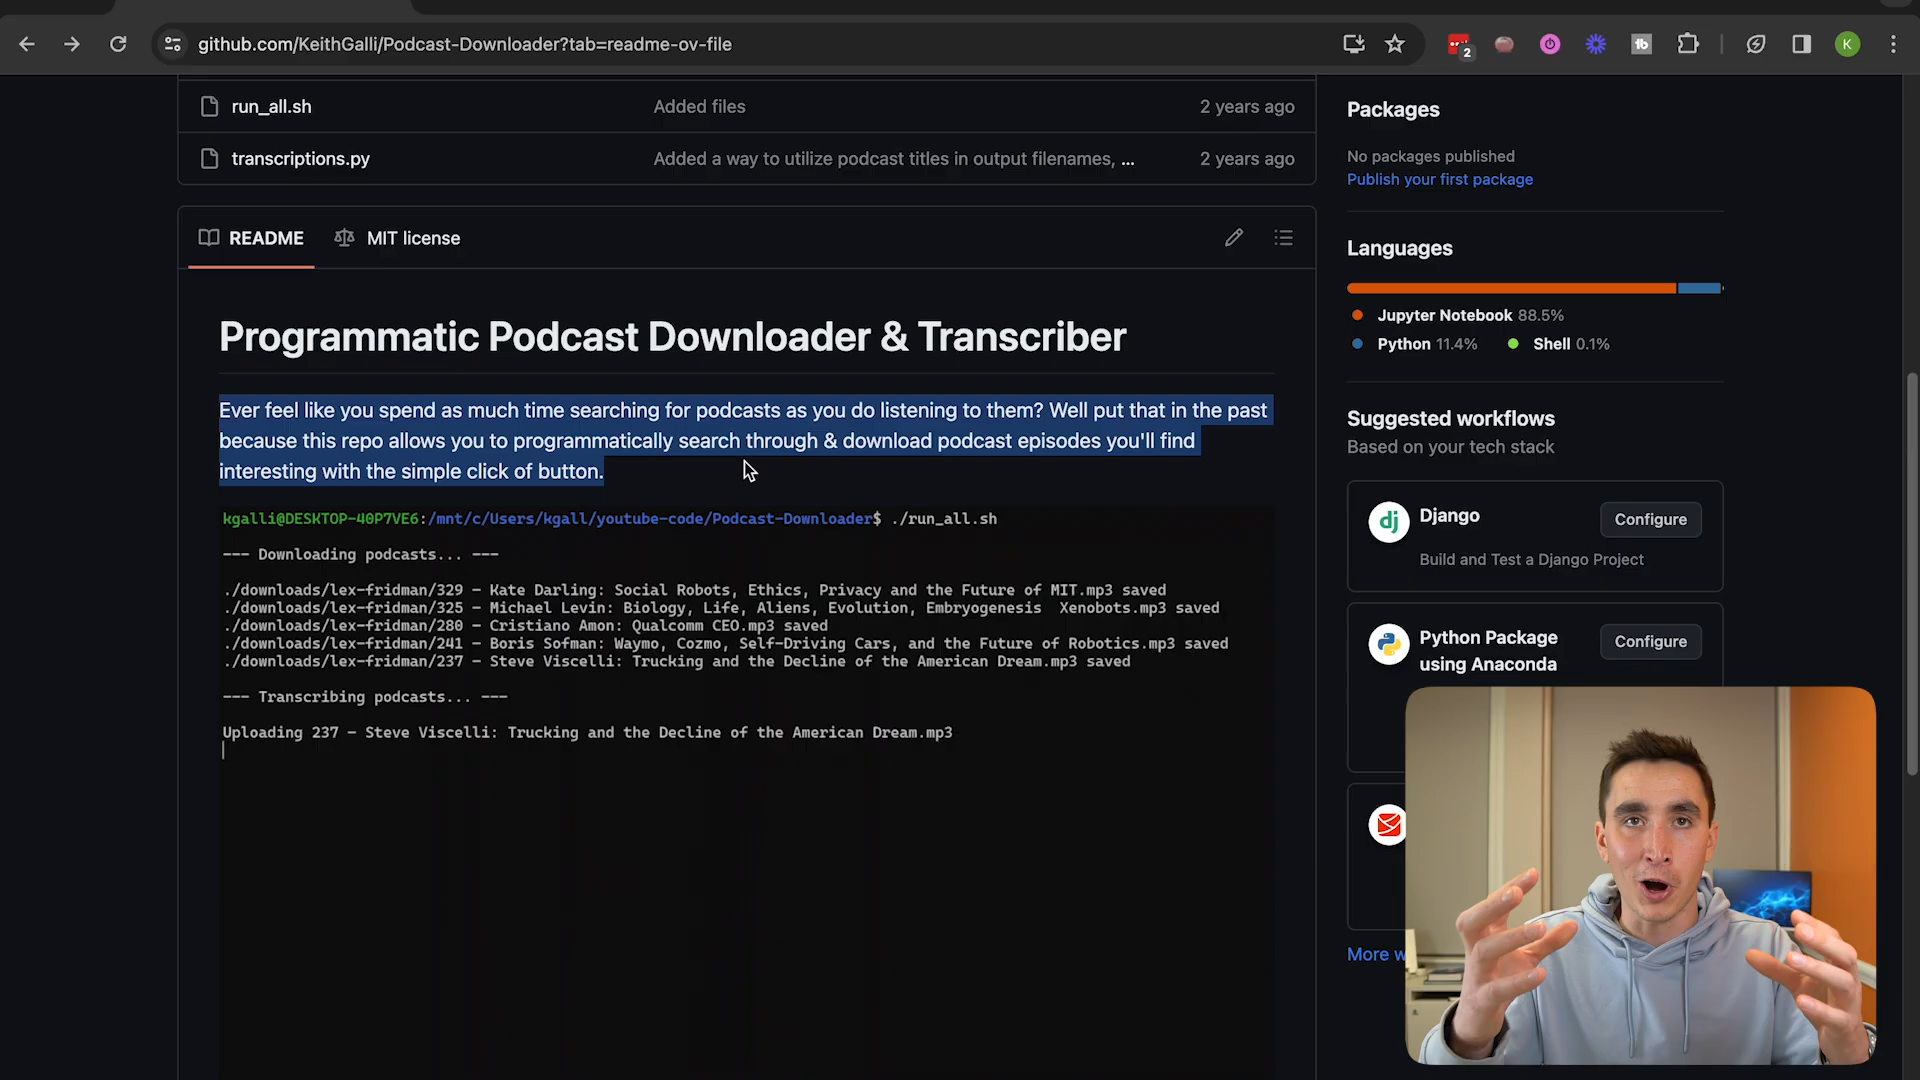 github.com/KeithGalli/Podcast-Downloader?tab=readme-ov-file
2
K
run_all.sh
Added files
2 years ago
transcriptions.py
Added a way to utilize podcast titles in output filenames, ...
2 years ago
README
MIT license
Programmatic Podcast Downloader & Transcriber
Ever feel like you spend as much time searching for podcasts as you do listening to them? Well put that in the past
because this repo allows you to programmatically search through & download podcast episodes you'll find
interesting with the simple click of button.
kgalli@DESKTOP-40P7VE6:/mnt/c/Users/kgall/youtube-code/Podcast-Downloader$ ./run_all.sh
--- Downloading podcasts... ---
./downloads/lex-fridman/329 - Kate Darling: Social Robots, Ethics, Privacy and the Future of MIT.mp3 saved
./downloads/lex-fridman/325 - Michael Levin: Biology, Life, Aliens, Evolution, Embryogenesis  Xenobots.mp3 saved
./downloads/lex-fridman/280 - Cristiano Amon: Qualcomm CEO.mp3 saved
./downloads/lex-fridman/241 - Boris Sofman: Waymo, Cozmo, Self-Driving Cars, and the Future of Robotics.mp3 saved
./downloads/lex-fridman/237 - Steve Viscelli: Trucking and the Decline of the American Dream.mp3 saved
--- Transcribing podcasts... ---
Uploading 237 - Steve Viscelli: Trucking and the Decline of the American Dream.mp3
Packages
No packages published
Publish your first package
Languages
Jupyter Notebook 88.5%
Python 11.4%
Shell 0.1%
Suggested workflows
Based on your tech stack
dj
Django
Configure
Build and Test a Django Project
Python Package
using Anaconda
Configure
More w